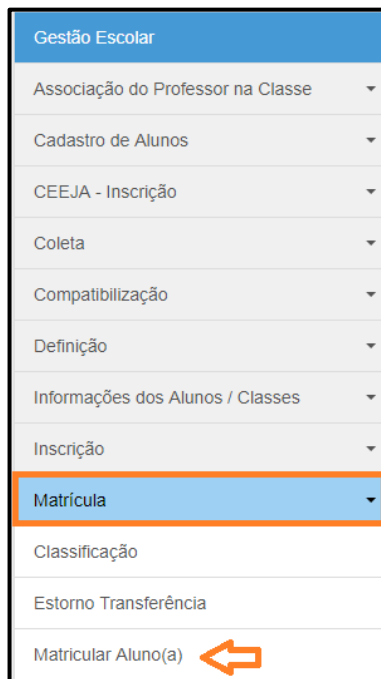 Gestão Escolar
Associação do Professor na Classe
Cadastro de Alunos
CEEJA - Inscrição
Coleta
Compatibilização
Definição
Informações dos Alunos / Classes
Inscrição
Matrícula
Classificação
Estorno Transferência
Matricular Aluno(a)